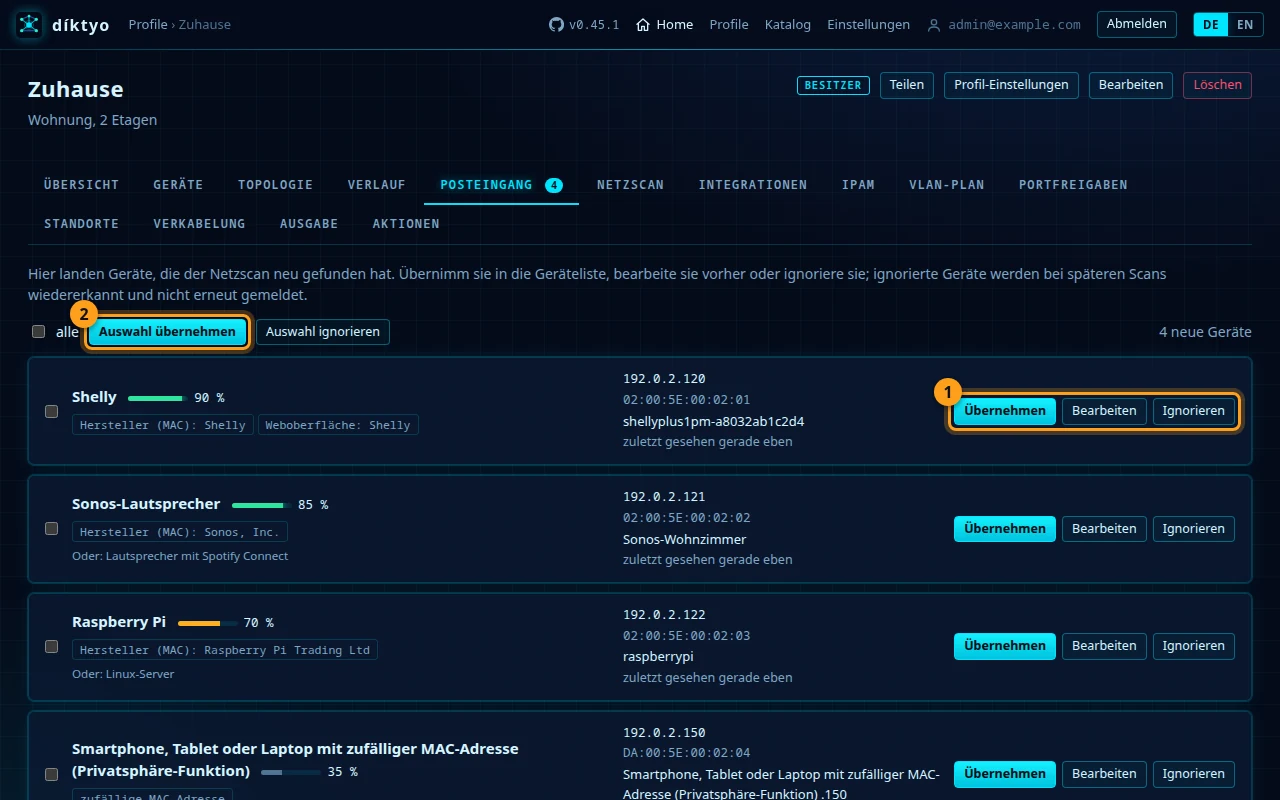 diktyo
Profile › Zuhause
v0.45.1
Home
Profile
Katalog
Einstellungen
admin@example.com
Abmelden
DE
EN
Zuhause
BESITZER
Teilen
Profil-Einstellungen
Bearbeiten
Löschen
Wohnung, 2 Etagen
ÜBERSICHT
GERÄTE
TOPOLOGIE
VERLAUF
POSTEINGANG 4
NETZSCAN
INTEGRATIONEN
IPAM
VLAN-PLAN
PORTFREIGABEN
STANDORTE
VERKABELUNG
AUSGABE
AKTIONEN
Hier landen Geräte, die der Netzscan neu gefunden hat. Übernimm sie in die Geräteliste, bearbeite sie vorher oder ignoriere sie; ignorierte Geräte werden bei späteren Scans
wiedererkannt und nicht erneut gemeldet.
2
alle
Auswahl übernehmen
Auswahl ignorieren
4 neue Geräte
Shelly
90 %
Hersteller (MAC): Shelly
Weboberfläche: Shelly
192.0.2.120
02:00:5E:00:02:01
shellyplus1pm-a8032ab1c2d4
zuletzt gesehen gerade eben
1
Übernehmen
Bearbeiten
Ignorieren
Sonos-Lautsprecher
85 %
Hersteller (MAC): Sonos, Inc.
Oder: Lautsprecher mit Spotify Connect
192.0.2.121
02:00:5E:00:02:02
Sonos-Wohnzimmer
zuletzt gesehen gerade eben
Übernehmen
Bearbeiten
Ignorieren
Raspberry Pi
70 %
Hersteller (MAC): Raspberry Pi Trading Ltd
Oder: Linux-Server
192.0.2.122
02:00:5E:00:02:03
raspberrypi
zuletzt gesehen gerade eben
Übernehmen
Bearbeiten
Ignorieren
Smartphone, Tablet oder Laptop mit zufälliger MAC-Adresse
(Privatsphäre-Funktion)
35 %
zufällige MAC-Adresse
192.0.2.150
DA:00:5E:00:02:04
Smartphone, Tablet oder Laptop mit zufälliger MAC-
Adresse (Privatsphäre-Funktion) .150
Übernehmen
Bearbeiten
Ignorieren